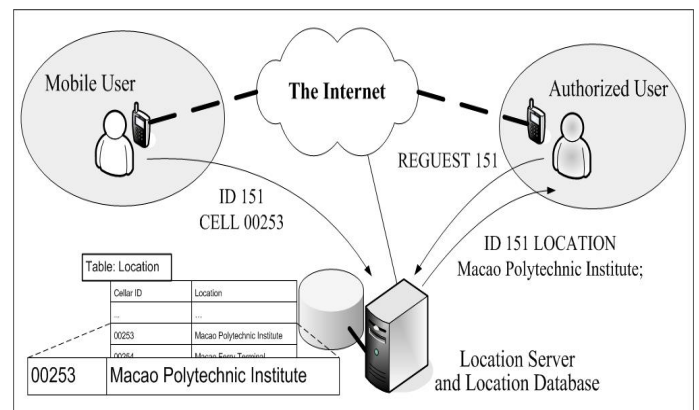 Mobile User
The Internet
Authorized User
REGUEST 151
ID 151
CELL 00253
ID 151 LOCATION
Macao Polytechnic Institute;
Table: Location
Cellar ID
Location
...
...
00253
Macao Polytechnic Institute
00254
Macao Ferry Terminal
00253
Macao Polytechnic Institute
Location Server
and Location Database